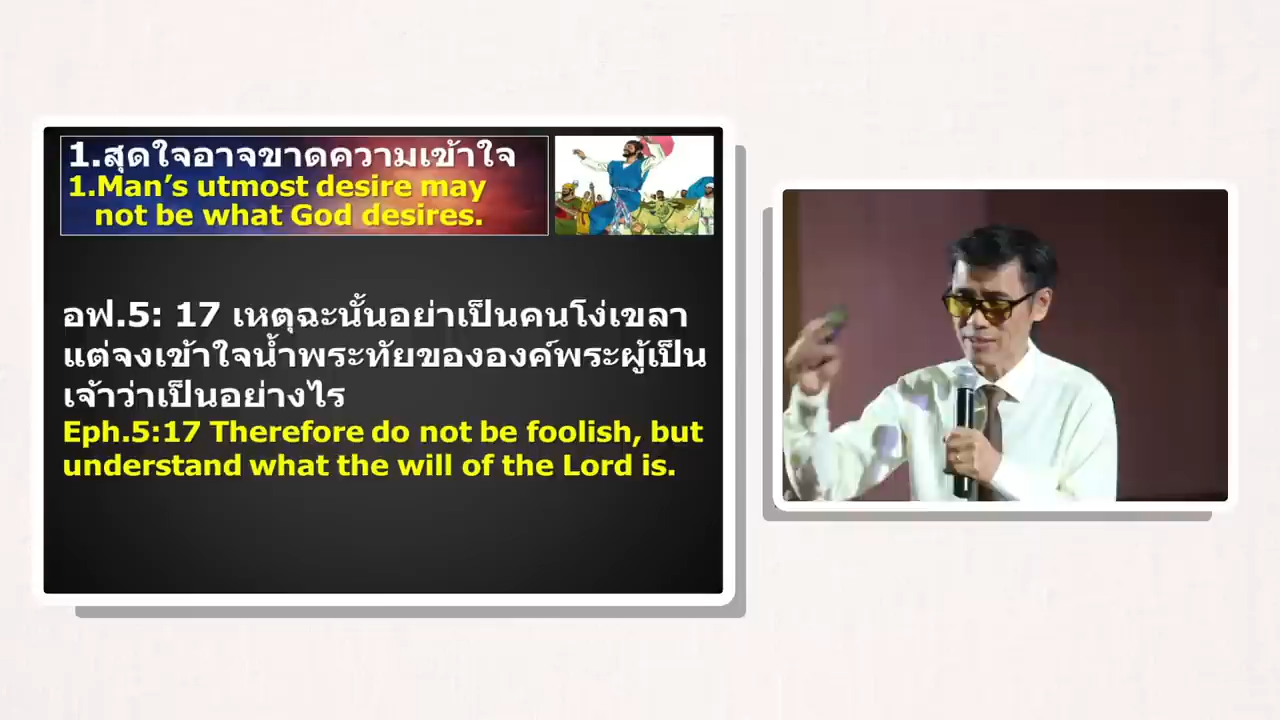 1.สุดใจอาจขาดความเข้าใจ
1.Man’s utmost desire may
not be what God desires.
อฟ.5: 17 เหตุฉะนั้นอย่าเป็นคนโง่เขลา
แต่จงเข้าใจน้ำพระทัยขององค์พระผู้เป็น
เจ้าว่าเป็นอย่างไร
Eph.5:17 Therefore do not be foolish, but
understand what the will of the Lord is.